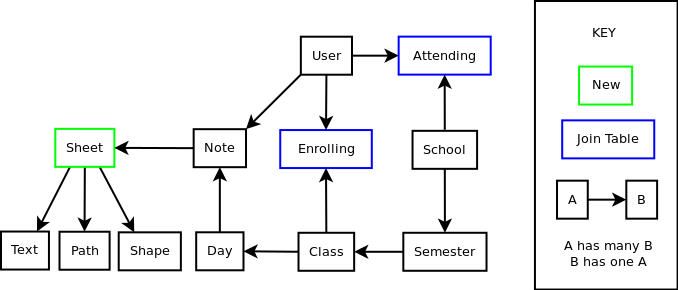 User
Attending
Sheet
Note
Enrolling
School
Text
Path
Shape
Day
Class
Semester
KEY
New
Join Table
A
B
A has many B
B has one A